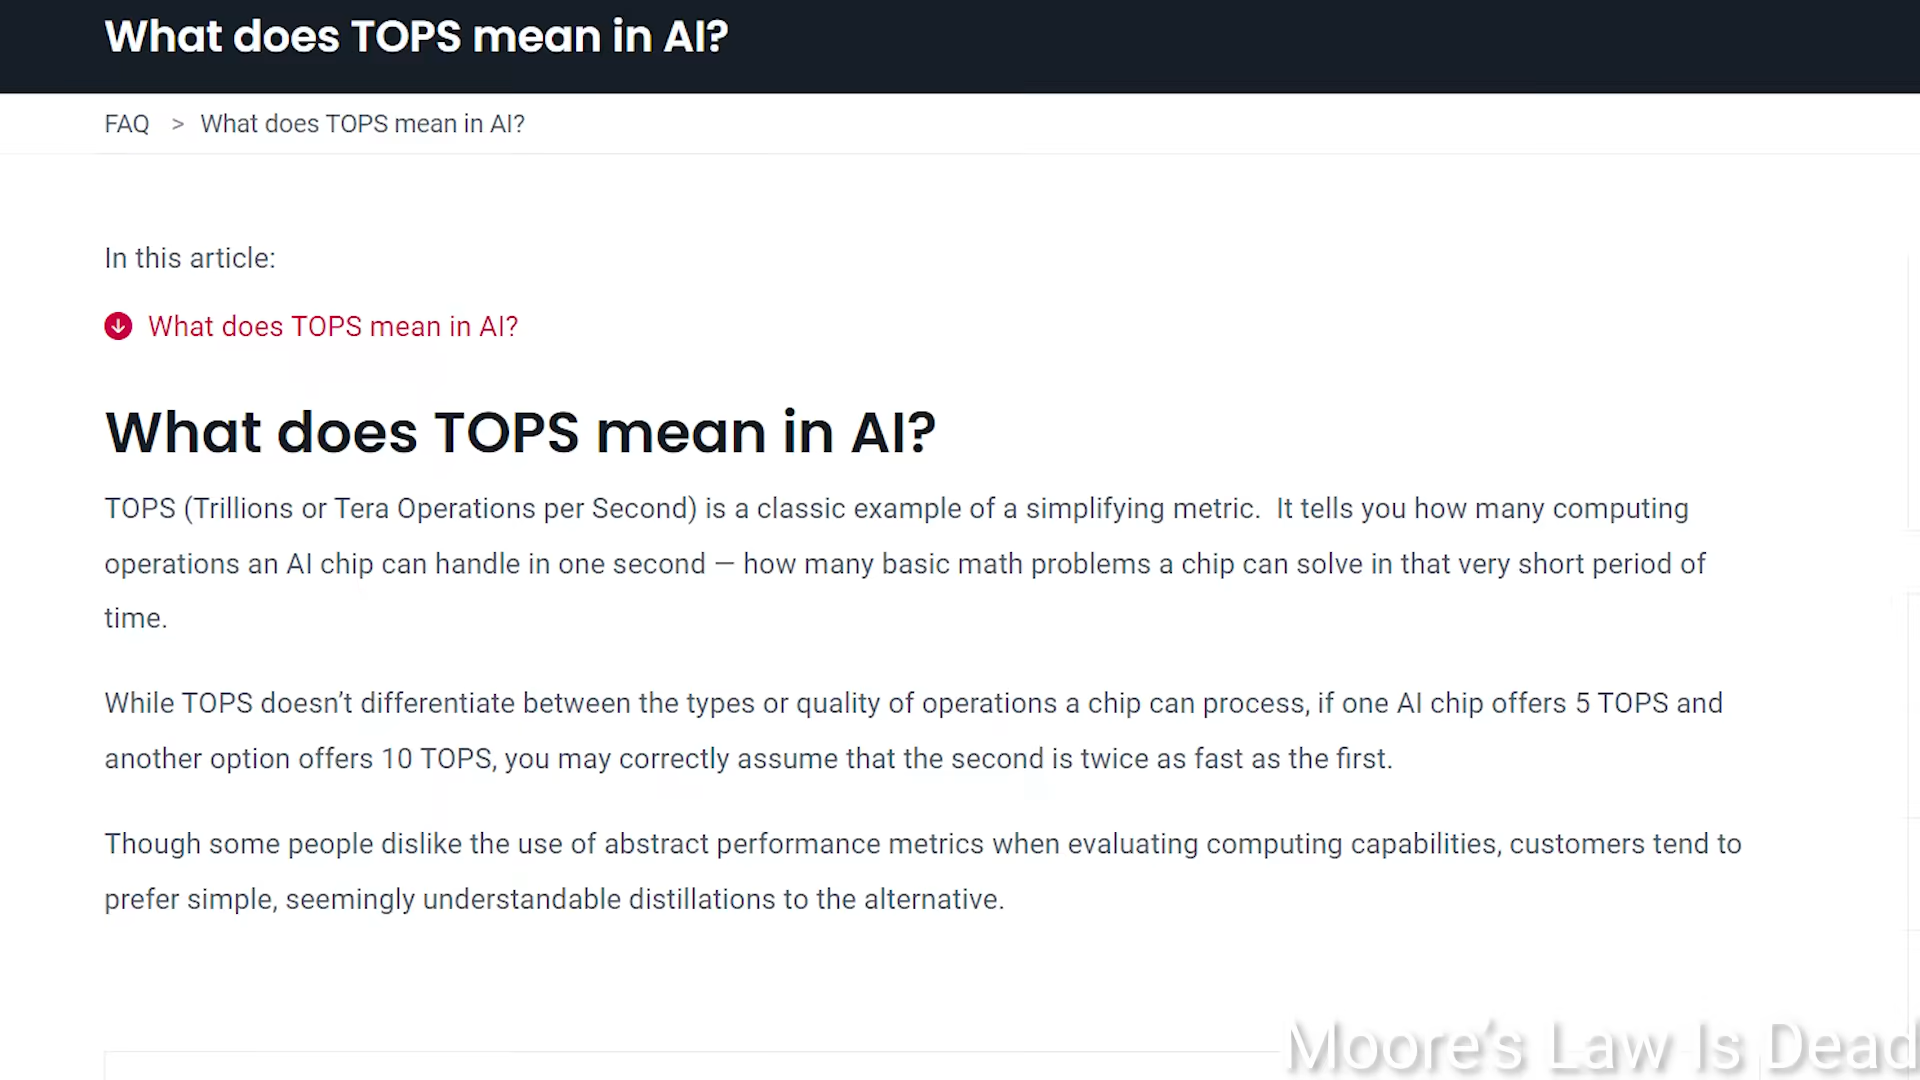 What does TOPS mean in AI?
FAQ > What does TOPS mean in AI?
In this article:
What does TOPS mean in AI?
What does TOPS mean in AI?
TOPS (Trillions or Tera Operations per Second) is a classic example of a simplifying metric.  It tells you how many computing
operations an AI chip can handle in one second — how many basic math problems a chip can solve in that very short period of
time.
While TOPS doesn’t differentiate between the types or quality of operations a chip can process, if one AI chip offers 5 TOPS and
another option offers 10 TOPS, you may correctly assume that the second is twice as fast as the first.
Though some people dislike the use of abstract performance metrics when evaluating computing capabilities, customers tend to
prefer simple, seemingly understandable distillations to the alternative.
Moore’s Law Is Dead